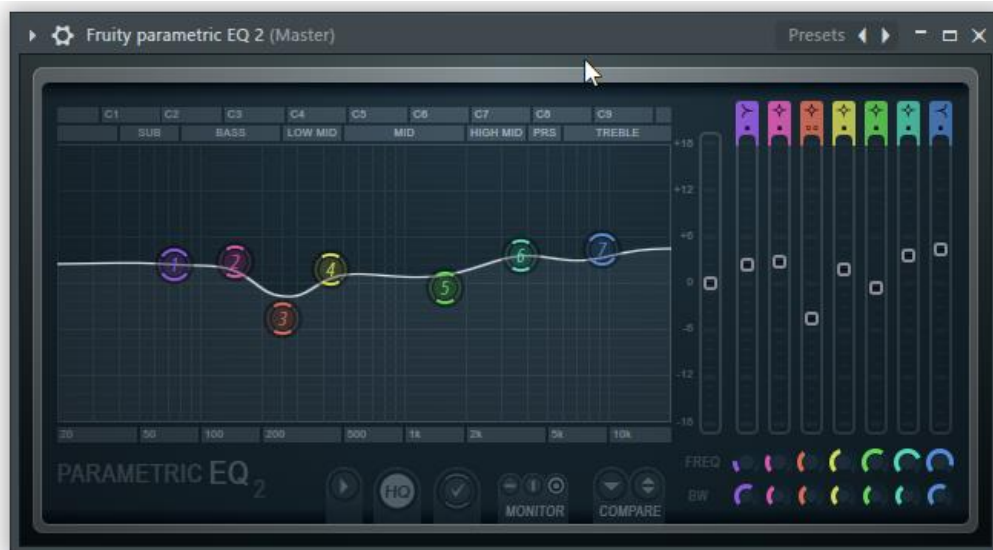 Fruity parametric EQ 2 (Master) Presets
C1 C2 C3 C4 C5 C6 C7 C8 C9
SUB BASS LOW MID MID HIGH MID PRS TREBLE
+18
+12
+6
0
-6
-12
-18
1 2 3 4 5 6 7
20 50 100 200 500 1k 2k 5k 10k
FREQ
BW
PARAMETRIC EQ 2
HQ
MONITOR COMPARE